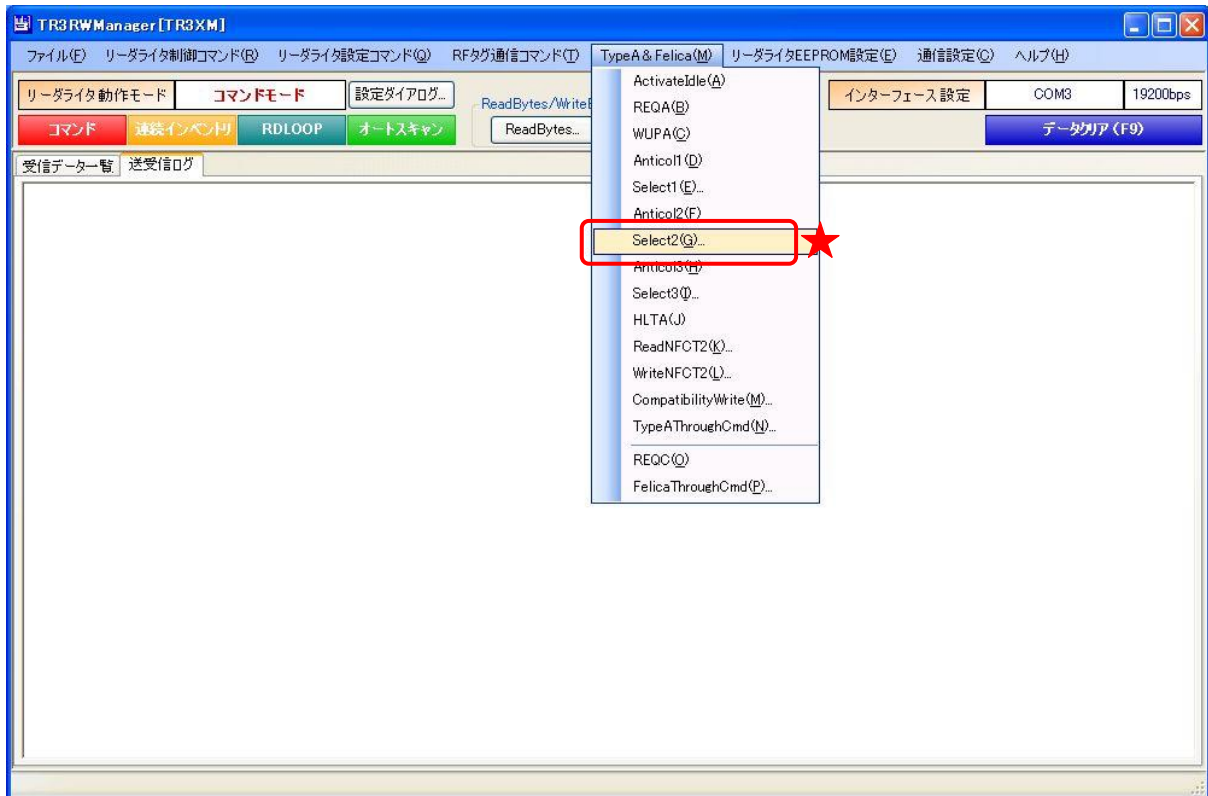 TR3RWManager[TR3XM]
ファイル(F) リーダライタ制御コマンド(R) リーダライタ設定コマンド(Q) RFタグ通信コマンド(T) TypeA & Felica(M) リーダライタEEPROM設定(E) 通信設定(C) ヘルプ(H)
リーダライタ動作モード コマンドモード 設定ダイアログ... ReadBytes/Write インターフェース設定 COM3 19200bps
コマンド 連続インベントリ RDLOOP オートスキャン ReadBytes... データクリア (F9)
受信データ一覧 送受信ログ
ActivateIdle(A)
REQA(B)
WUPA(C)
Anticol1(D)
Select1(E)...
Anticol2(F)
Select2(G)...
Anticol3(H)
Select3(I)...
HLTA(J)
ReadNFCT2(K)...
WriteNFCT2(L)...
CompatibilityWrite(M)...
TypeAThroughCmd(N)...
REQC(O)
FelicaThroughCmd(P)...